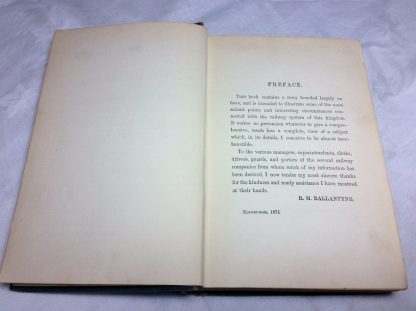 PREFACE.
THIS book contains a story founded largely on
fact, and is intended to illustrate some of the more
salient points and interesting circumstances con-
nected with the railway system of this kingdom.
It makes no pretension whatever to give a compre-
hensive, much less a complete, view of a subject
which, in its details, I conceive to be almost inex-
haustible.
To the various managers, superintendents, clerks,
drivers, guards, and porters of the several railway
companies from whom much of my information has
been derived, I now tender my most sincere thanks
for the kindness and ready assistance I have received
at their hands.
R. M. BALLANTYNE.
EDINBURGH, 1871.